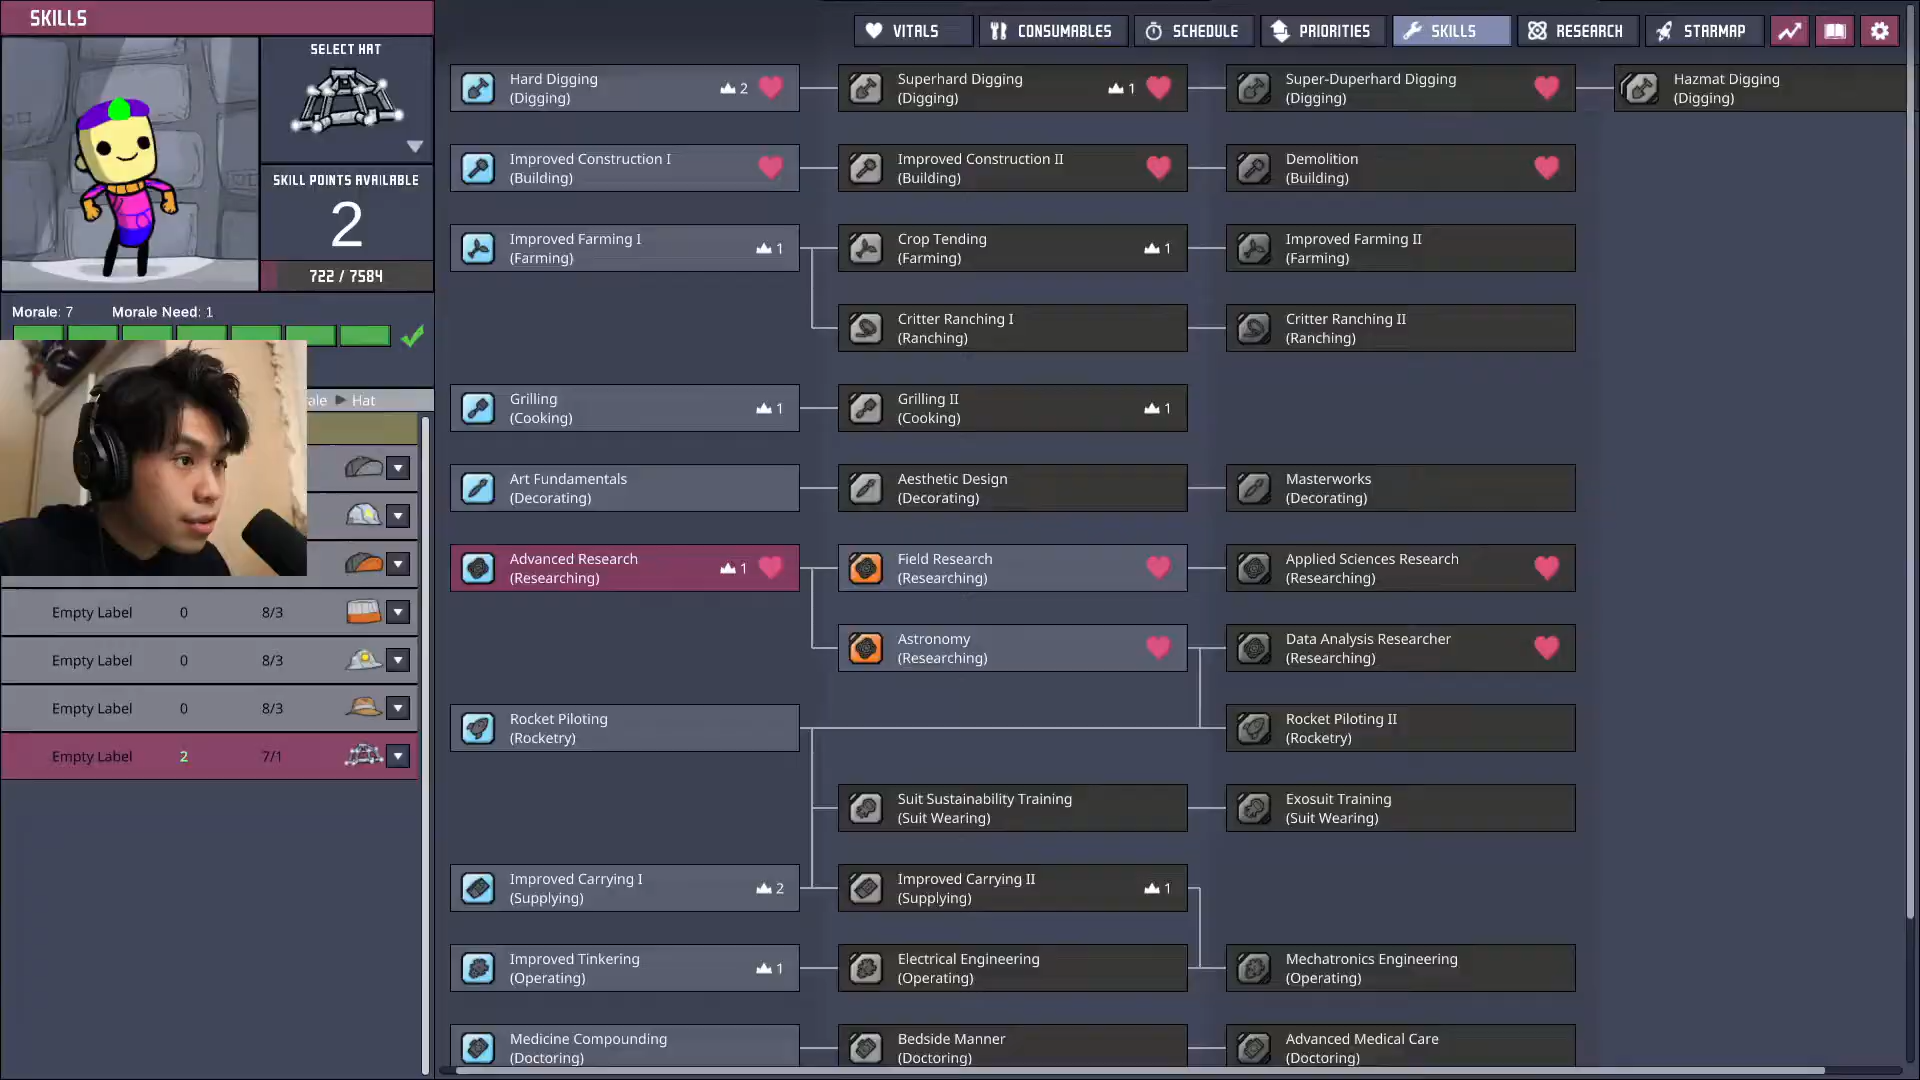 SKILLS
VITALS
CONSUMABLES
SCHEDULE
PRIORITIES
SKILLS
RESEARCH
STARMAP
SELECT HAT
SKILL POINTS AVAILABLE
2
722 / 7584
Morale: 7
Morale Need: 1
ale
Hat
Empty Label 0 8/3
Empty Label 0 8/3
Empty Label 0 8/3
Empty Label 2 7/1
Hard Digging
(Digging)
2
Superhard Digging
(Digging)
1
Super-Duperhard Digging
(Digging)
Hazmat Digging
(Digging)
Improved Construction I
(Building)
Improved Construction II
(Building)
Demolition
(Building)
Improved Farming I
(Farming)
1
Crop Tending
(Farming)
1
Improved Farming II
(Farming)
Critter Ranching I
(Ranching)
Critter Ranching II
(Ranching)
Grilling
(Cooking)
1
Grilling II
(Cooking)
1
Art Fundamentals
(Decorating)
Aesthetic Design
(Decorating)
Masterworks
(Decorating)
Advanced Research
(Researching)
1
Field Research
(Researching)
Applied Sciences Research
(Researching)
Astronomy
(Researching)
Data Analysis Researcher
(Researching)
Rocket Piloting
(Rocketry)
Rocket Piloting II
(Rocketry)
Suit Sustainability Training
(Suit Wearing)
Exosuit Training
(Suit Wearing)
Improved Carrying I
(Supplying)
2
Improved Carrying II
(Supplying)
1
Improved Tinkering
(Operating)
1
Electrical Engineering
(Operating)
Mechatronics Engineering
(Operating)
Medicine Compounding
(Doctoring)
Bedside Manner
(Doctoring)
Advanced Medical Care
(Doctoring)